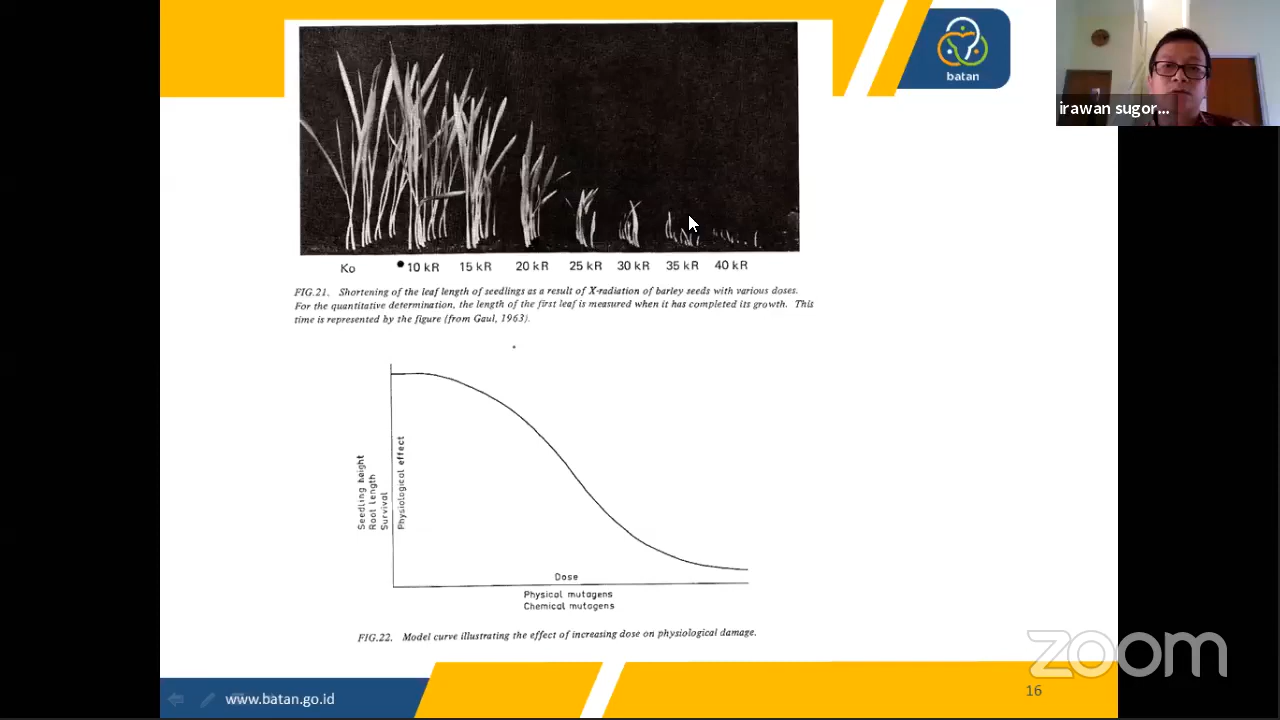 batan
irawan sugor...
Ko
10 kR
15 kR
20 kR
25 kR
30 kR
35 kR
40 kR
FIG.21. Shortening of the leaf length of seedlings as a result of X-radiation of barley seeds with various doses.
For the quantitative determination, the length of the first leaf is measured when it has completed its growth. This
time is represented by the figure (from Gaul, 1963).
Seedling height
Root length
Survival
Physiological effect
Dose
Physical mutagens
Chemical mutagens
FIG.22. Model curve illustrating the effect of increasing dose on physiological damage.
zoom
www.batan.go.id
16